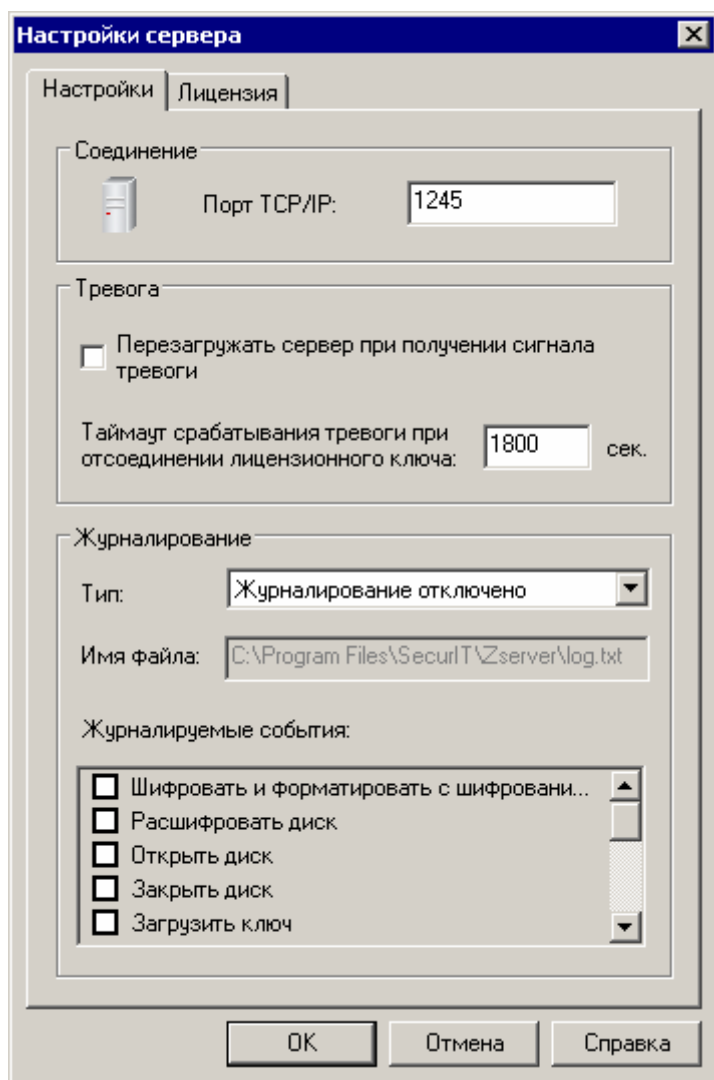 Настройки сервера
Настройки Лицензия
Соединение
Порт TCP/IP: 1245
Тревога
Перезагружать сервер при получении сигнала
тревоги
Таймаут срабатывания тревоги при
отсоединении лицензионного ключа: 1800 сек.
Журналирование
Тип: Журналирование отключено
Имя файла: C:\Program Files\SecurIT\Zserver\log.txt
Журналируемые события:
Шифровать и форматировать с шифровани...
Расшифровать диск
Открыть диск
Закрыть диск
Загрузить ключ
OK Отмена Справка